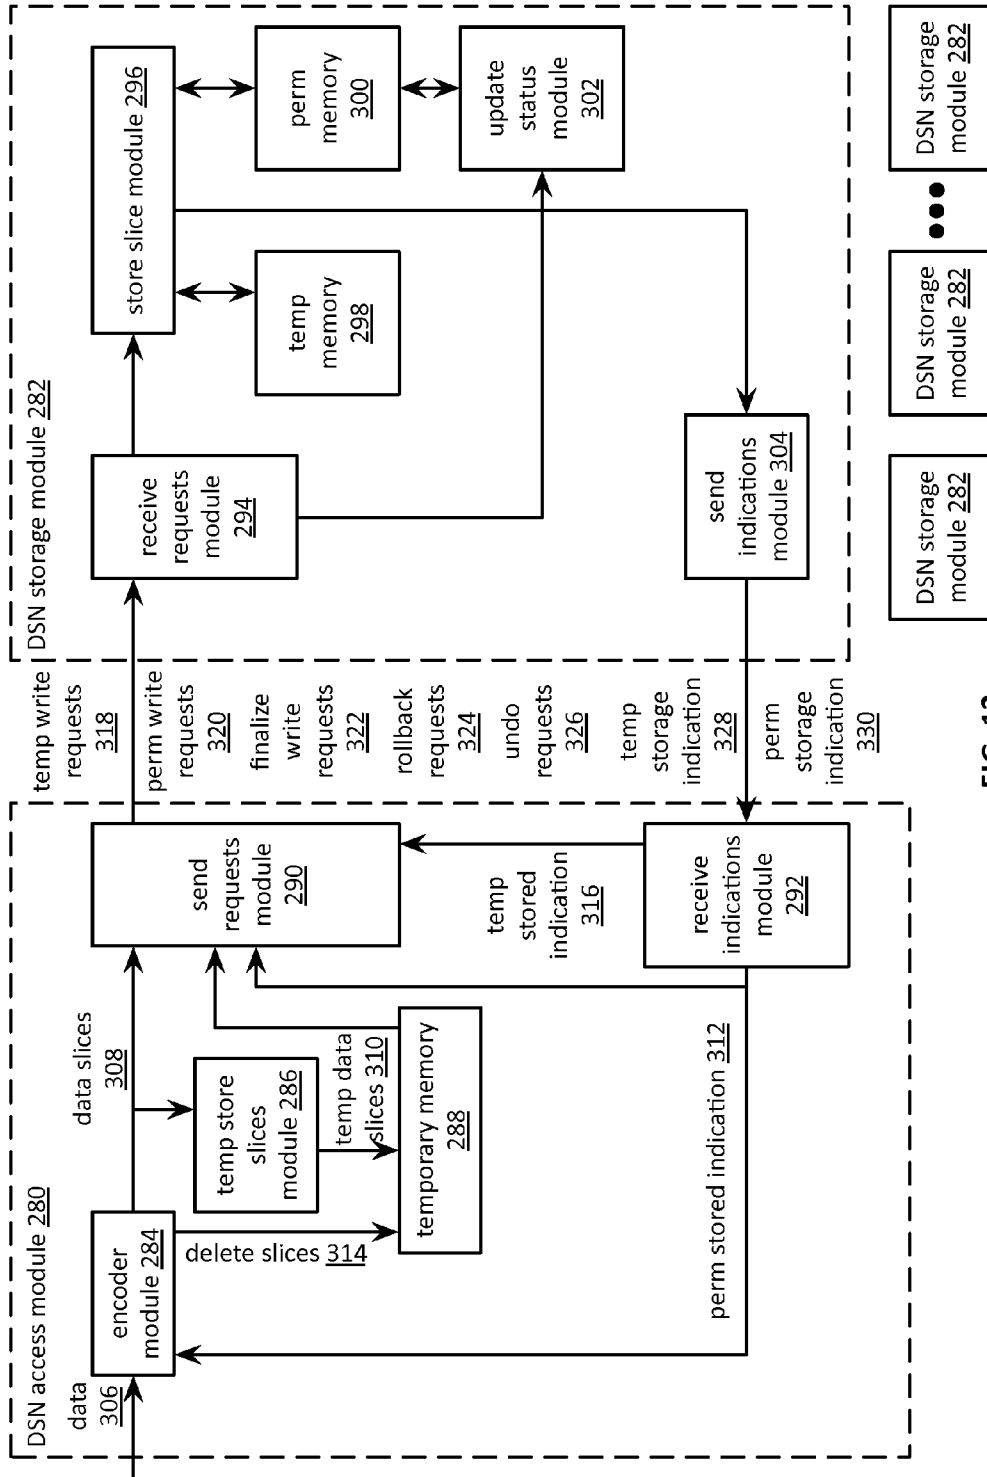 DSN access module 280
data
306
encoder
module 284
data slices
308
temp store
slices
module 286
delete slices 314
temp data
slices 310
temporary memory
288
send
requests
module
290
temp
stored
indication
316
receive
indications
module
292
perm stored indication 312
temp write
requests
318
perm write
requests
320
finalize
write
requests
322
rollback
requests
324
undo
requests
326
temp
storage
indication
328
perm
storage
indication
330
DSN storage module 282
receive
requests
module
294
store slice module 296
temp
memory
298
perm
memory
300
update
status
module
302
send
indications
module 304
DSN storage
module 282
DSN storage
module 282
DSN storage
module 282